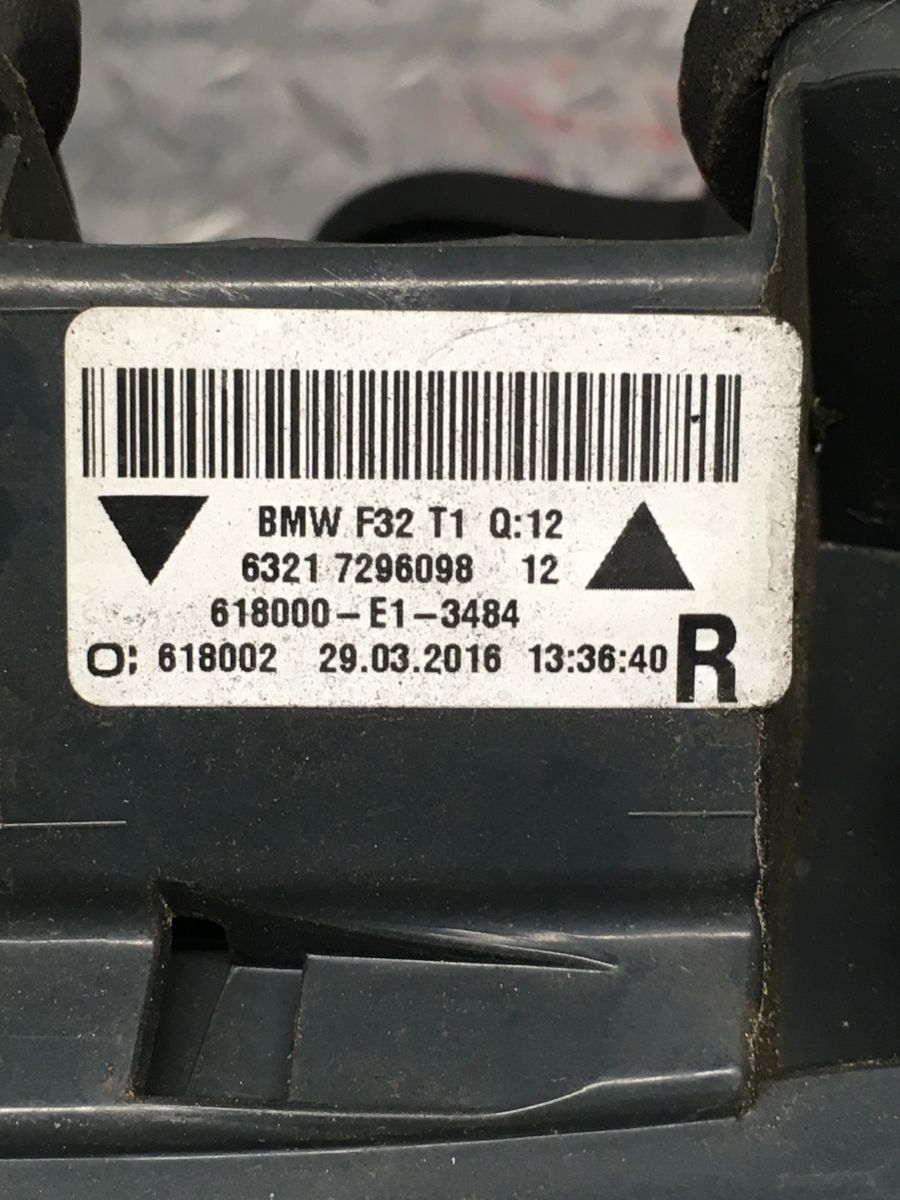 BMW F32 T1 Q:12
6321 7296098 12
618000-E1-3484
O: 618002 29.03.2016 13:36:40 R